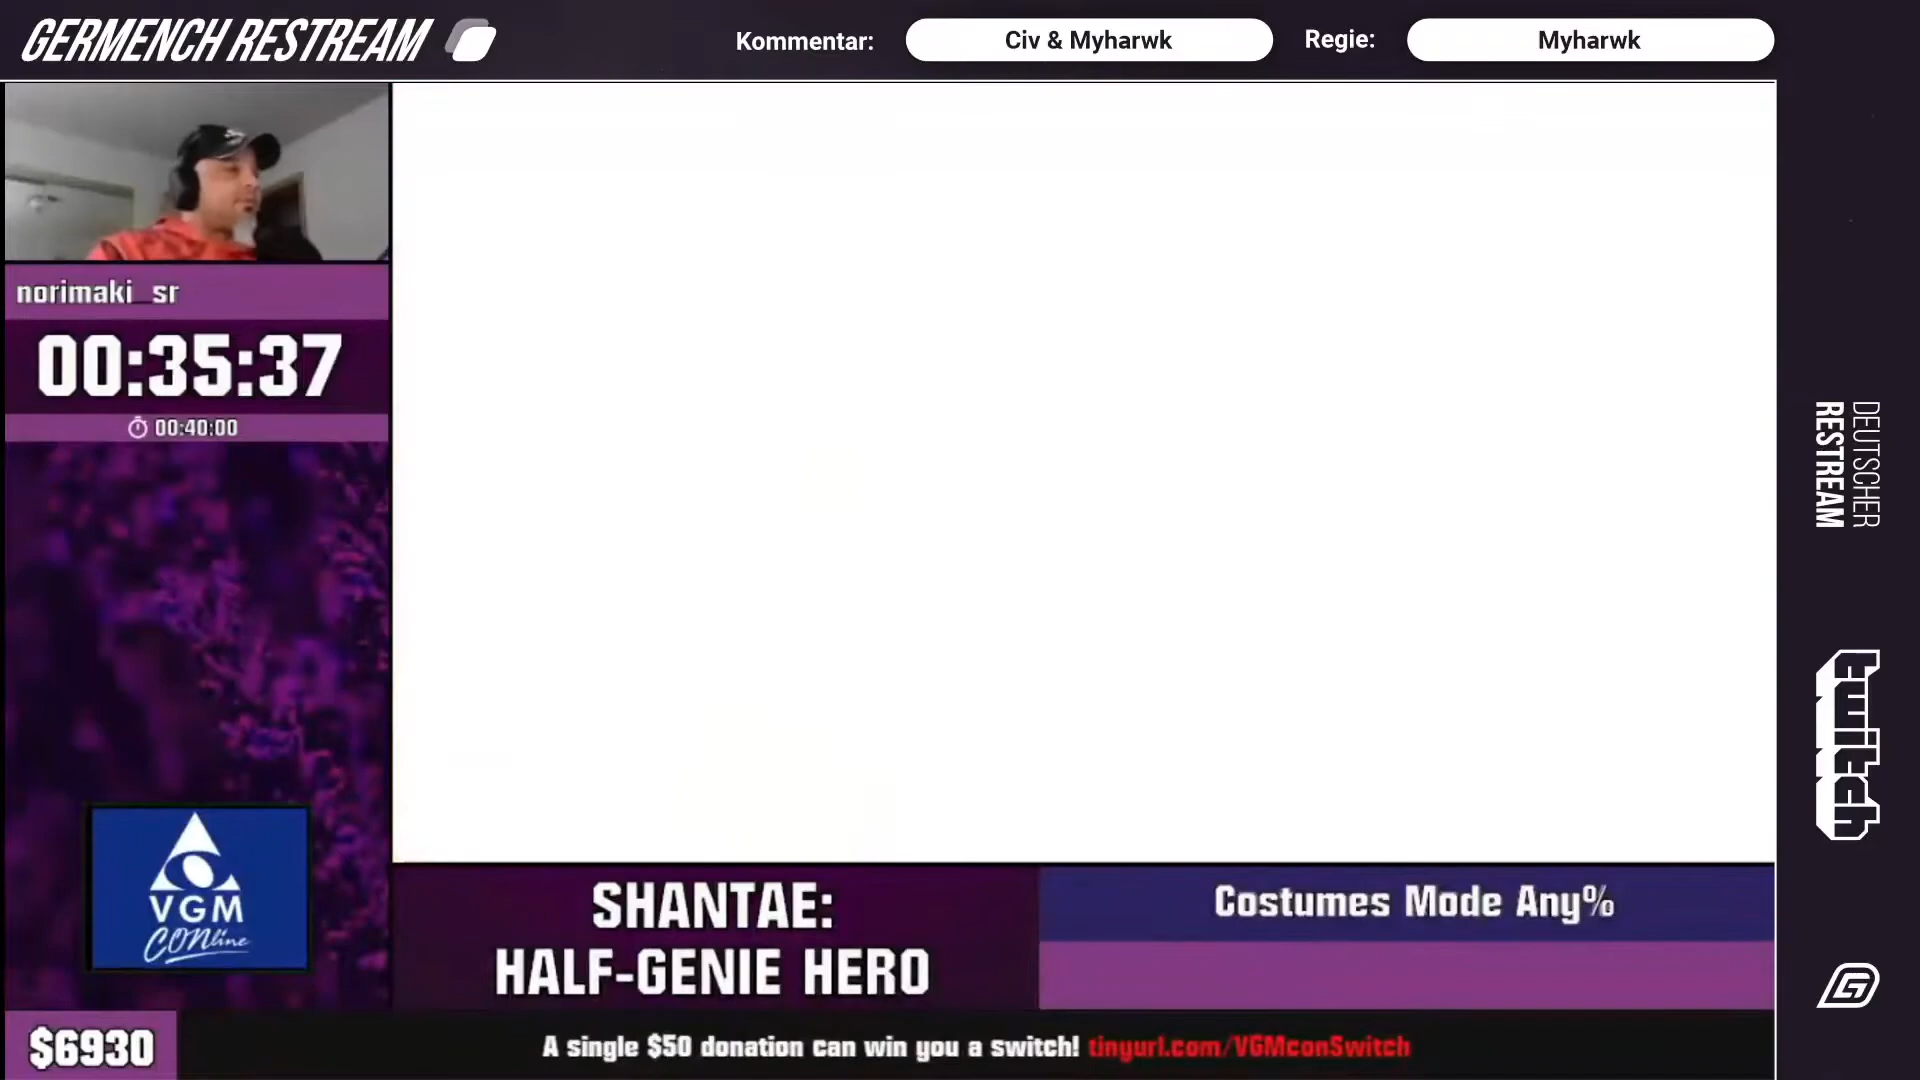 GERMENCH RESTREAM
Kommentar:
Civ & Myharwk
Regie:
Myharwk
norimaki_sr
00:35:37
00:40:00
VGM
CONline
SHANTAE:
HALF-GENIE HERO
Costumes Mode Any%
$6930
A single $50 donation can win you a switch! tinyurl.com/VGMconSwitch
DEUTSCHER
RESTREAM
twitch
G